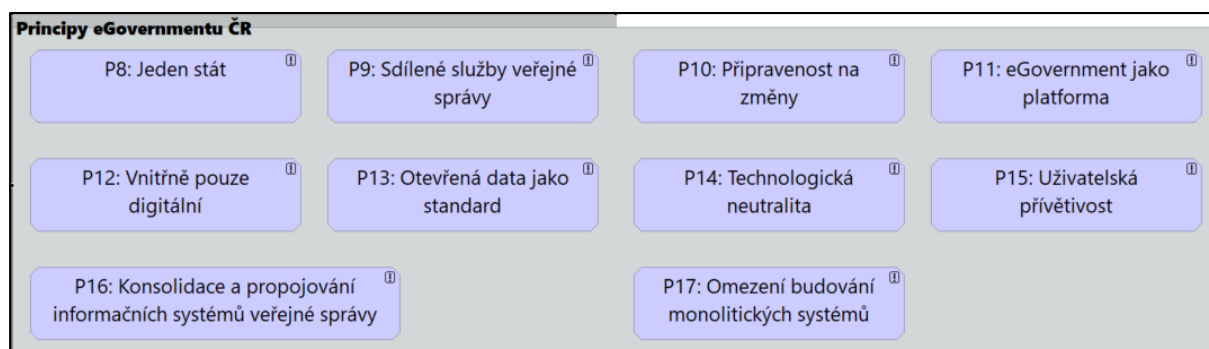 Principy eGovernmentu ČR
P8: Jeden stát
P9: Sdílené služby veřejné
správy
P10: Připravenost na
změny
P11: eGovernment jako
platforma
P12: Vnitřně pouze
digitální
P13: Otevřená data jako
standard
P14: Technologická
neutralita
P15: Uživatelská
přívětivost
P16: Konsolidace a propojování
informačních systémů veřejné správy
P17: Omezení budování
monolitických systémů